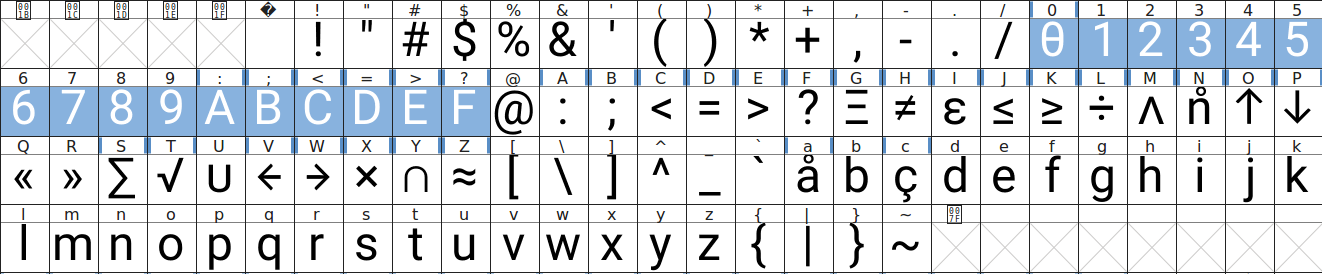 001B 001C 001D 001E 001F � ! " # $ % & ' ( ) * + , - . / 0 1 2 3 4 5
! " # $ % & ' ( ) * + , - . / θ 1 2 3 4 5
6 7 8 9 : ; < = > ? @ A B C D E F G H I J K L M N O P
6 7 8 9 A B C D E F @ : ; < = > ? Ξ ≠ ε ≤ ≥ ÷ ʌ n̊ ↑ ↓
Q R S T U V W X Y Z [ \ ] ^ _ ` a b c d e f g h i j k
« » ∑ √ ∪ ← → × ∩ ≈ [ \ ] ^ _ ` å b ç d e f g h i j k
l m n o p q r s t u v w x y z { | } ~ 007F
l m n o p q r s t u v w x y z { | } ~